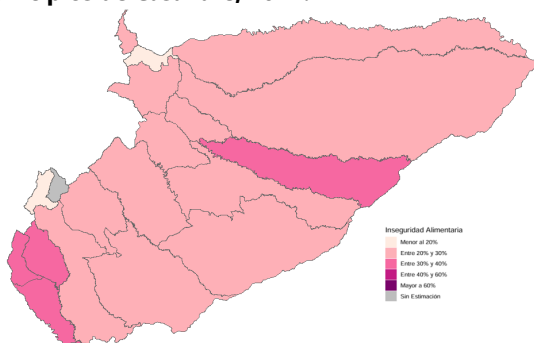 Inseguridad Alimentaria
Menor al 20%
Entre 20% y 30%
Entre 30% y 40%
Entre 40% y 60%
Mayor a 60%
Sin Estimación